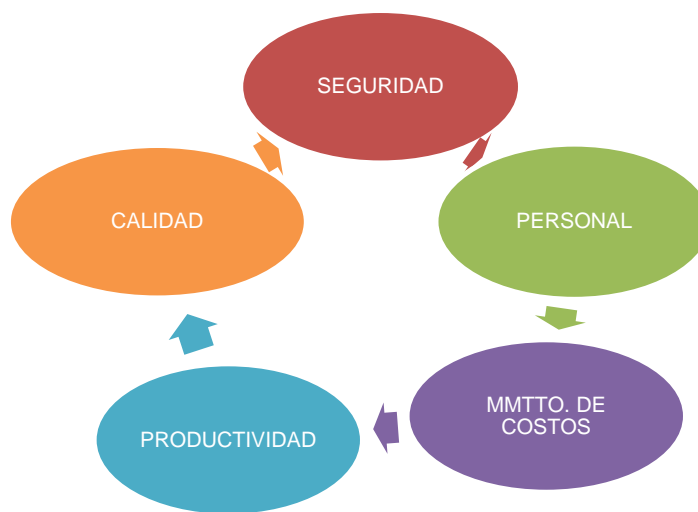 SEGURIDAD
PERSONAL
MMTTO. DE
COSTOS
PRODUCTIVIDAD
CALIDAD